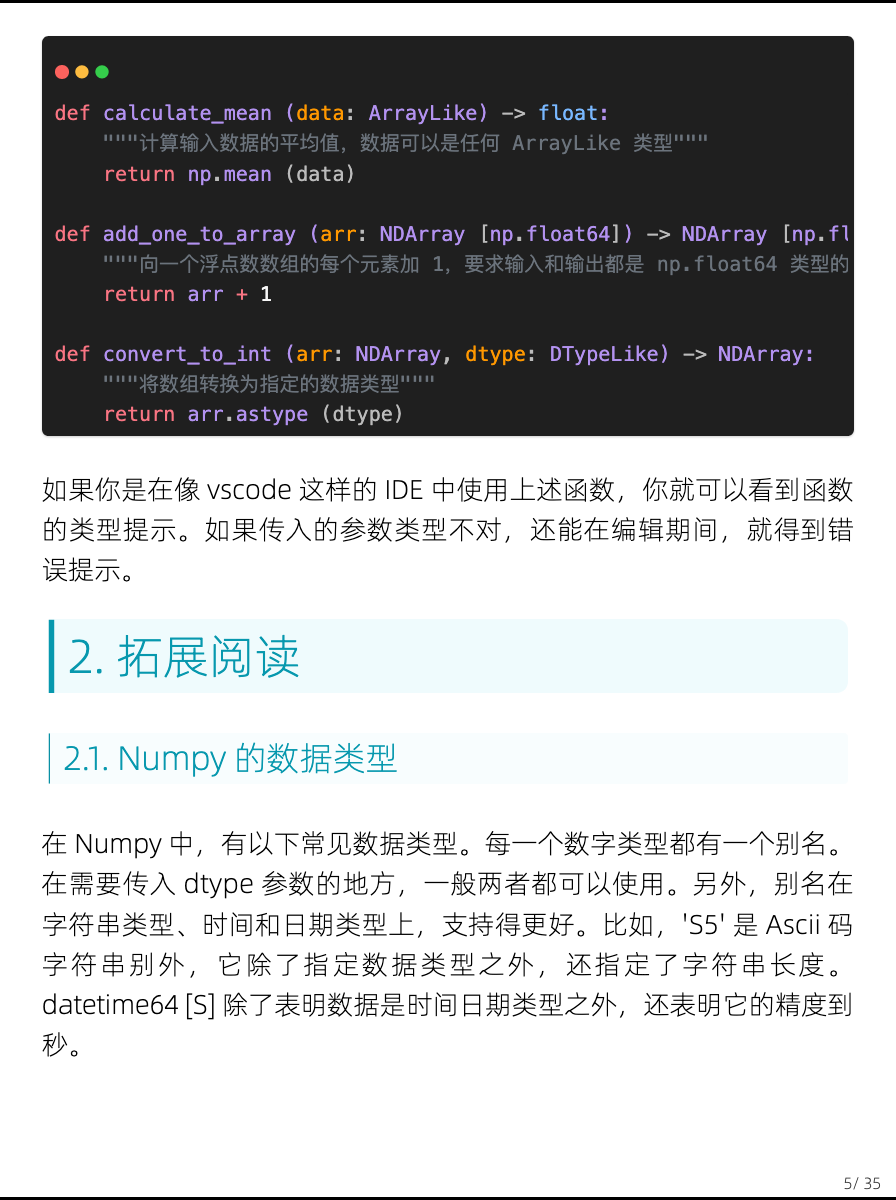 def calculate_mean (data: ArrayLike) -> float:
    """计算输入数据的平均值，数据可以是任何 ArrayLike 类型"""
    return np.mean (data)
def add_one_to_array (arr: NDArray [np.float64]) -> NDArray [np.fl
    """向一个浮点数数组的每个元素加 1，要求输入和输出都是 np.float64 类型的
    return arr + 1
def convert_to_int (arr: NDArray, dtype: DTypeLike) -> NDArray:
    """将数组转换为指定的数据类型"""
    return arr.astype (dtype)
如果你是在像 vscode 这样的 IDE 中使用上述函数，你就可以看到函数
的类型提示。如果传入的参数类型不对，还能在编辑期间，就得到错
误提示。
2. 拓展阅读
2.1. Numpy 的数据类型
在 Numpy 中，有以下常见数据类型。每一个数字类型都有一个别名。
在需要传入 dtype 参数的地方，一般两者都可以使用。另外，别名在
字符串类型、时间和日期类型上，支持得更好。比如，'S5' 是 Ascii 码
字符串别外，它除了指定数据类型之外，还指定了字符串长度。
datetime64 [S] 除了表明数据是时间日期类型之外，还表明它的精度到
秒。
5/ 35